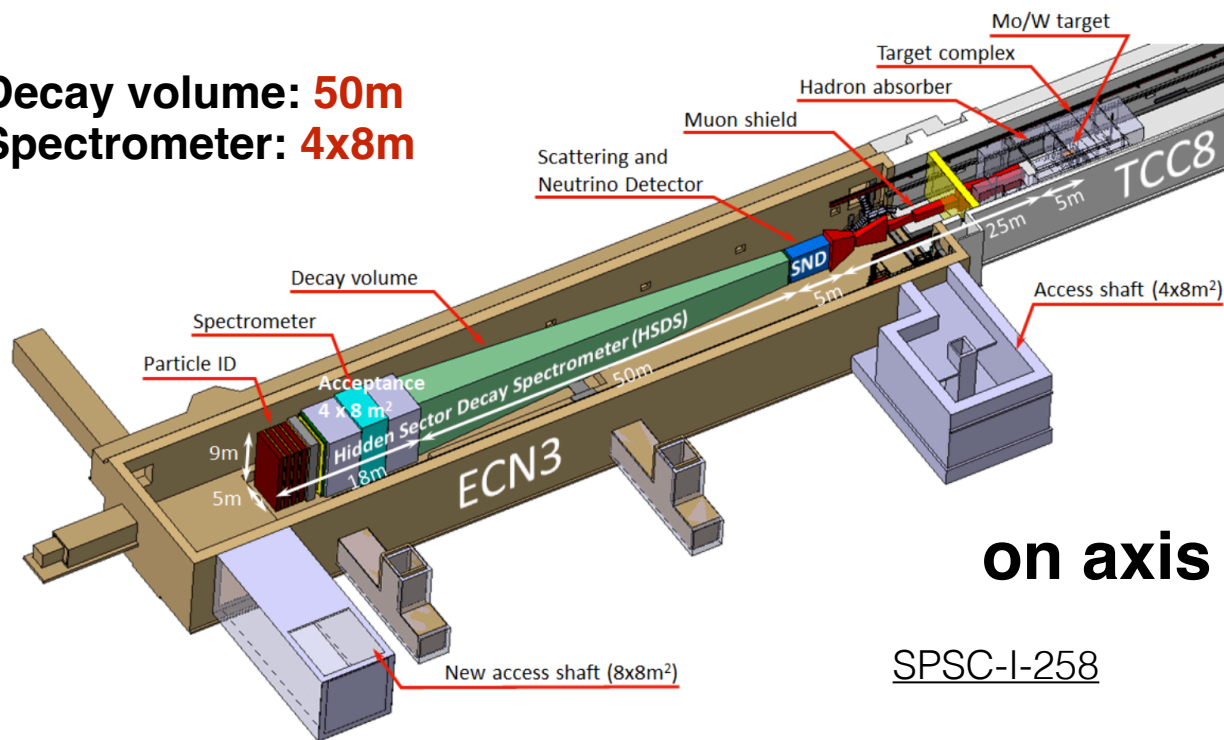 Decay volume: 50m
Spectrometer: 4x8m
Mo/W target
Target complex
Hadron absorber
Muon shield
Scattering and
Neutrino Detector
TCC8
5m
25m
SND
5m
Decay volume
Access shaft (4x8m²)
Spectrometer
Particle ID
Acceptance
4 x 8 m²
Hidden Sector Decay Spectrometer (HSDS)
50m
9m
18m
5m
ECN3
on axis
New access shaft (8x8m²)
SPSC-I-258